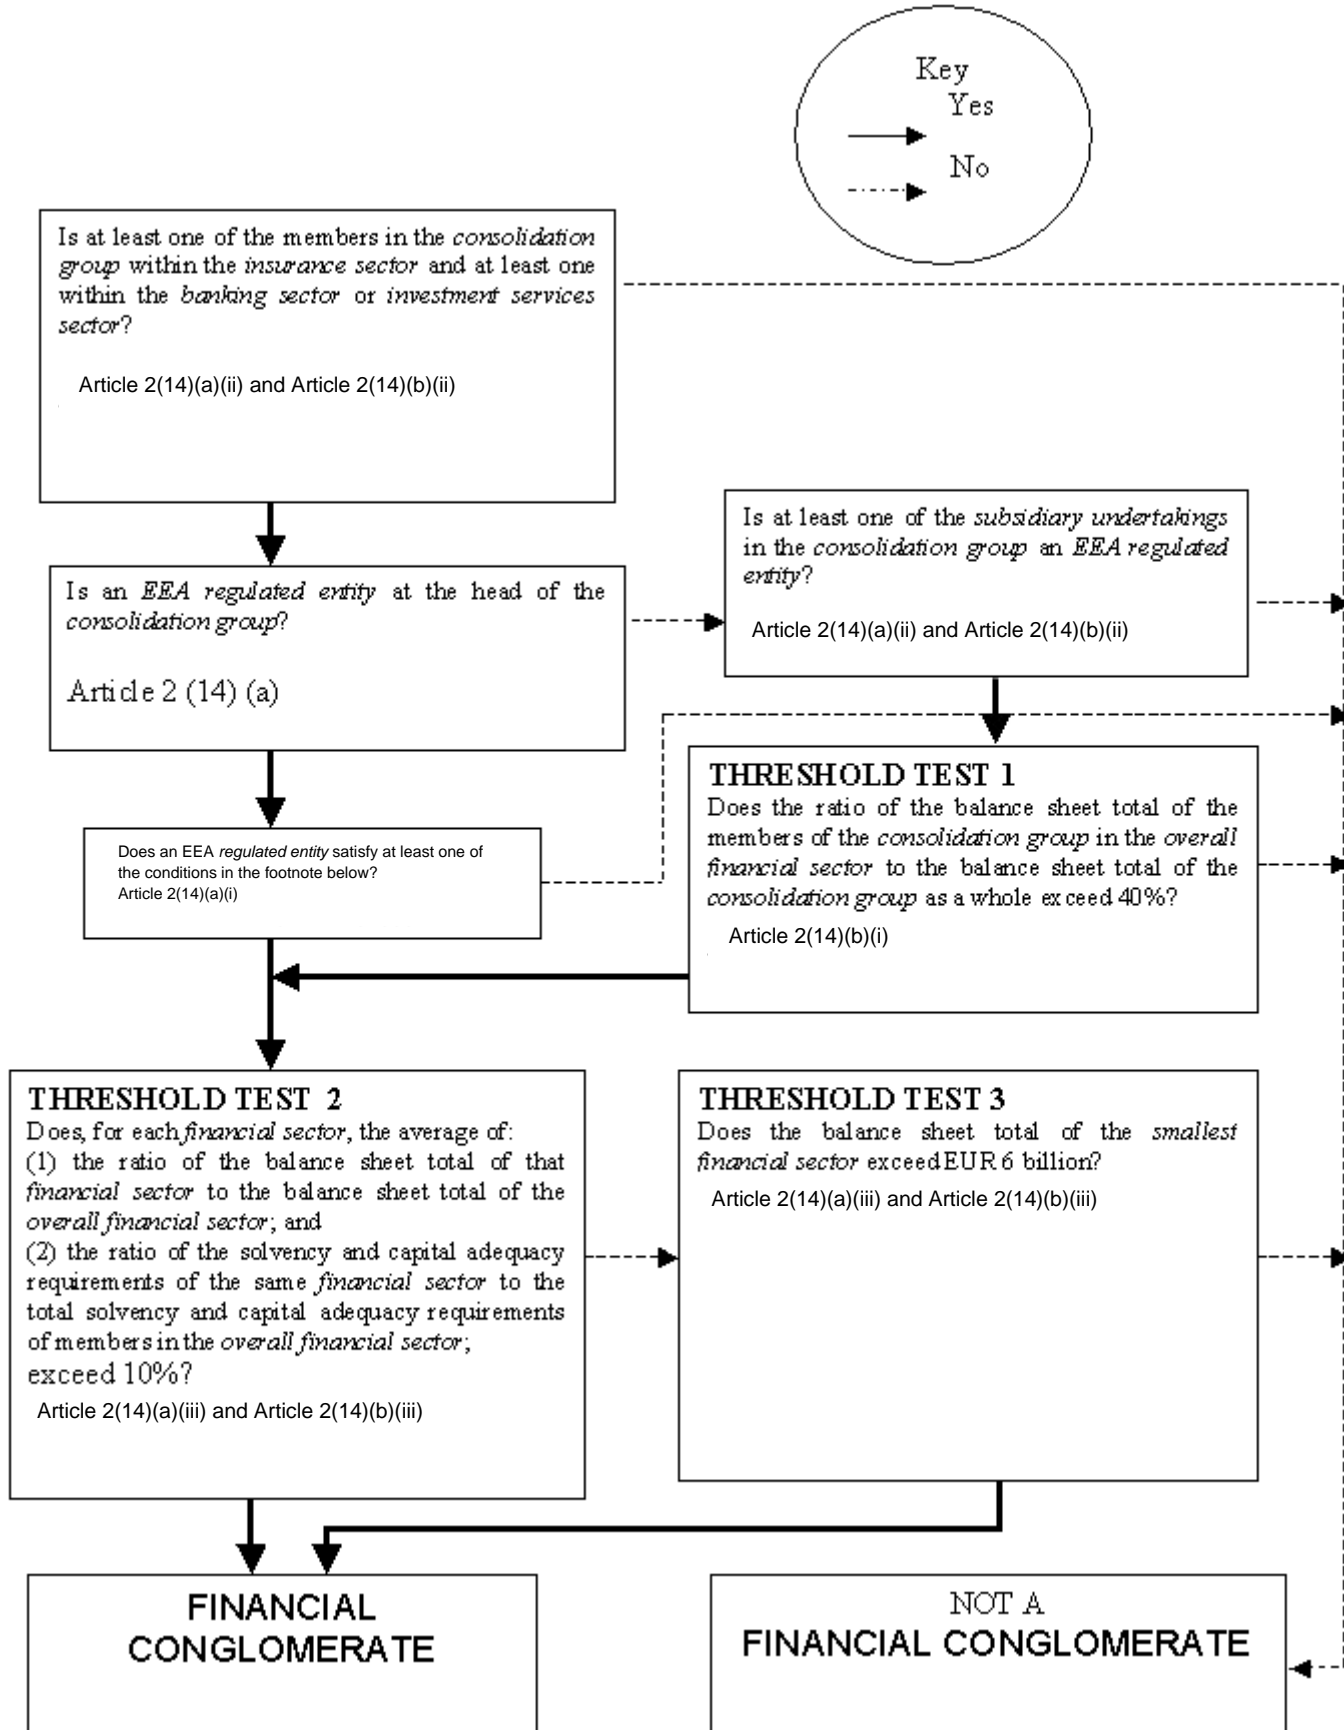 Key
Yes
No
Is at least one of the members in the consolidation
group within the insurance sector and at least one
within the banking sector or investment services
sector?
Article 2(14)(a)(ii) and Article 2(14)(b)(ii)
Is at least one of the subsidiary undertakings
in the consolidation group an EEA regulated
entity?
Article 2(14)(a)(ii) and Article 2(14)(b)(ii)
Is an EEA regulated entity at the head of the
consolidation group?
Article 2 (14) (a)
THRESHOLD TEST 1
Does the ratio of the balance sheet total of the
members of the consolidation group in the overall
financial sector to the balance sheet total of the
consolidation group as a whole exceed 40%?
Article 2(14)(b)(i)
Does an EEA regulated entity satisfy at least one of
the conditions in the footnote below?
Article 2(14)(a)(i)
THRESHOLD TEST 2
Does, for each financial sector, the average of:
(1) the ratio of the balance sheet total of that
financial sector to the balance sheet total of the
overall financial sector; and
(2) the ratio of the solvency and capital adequacy
requirements of the same financial sector to the
total solvency and capital adequacy requirements
of members in the overall financial sector;
exceed 10%?
Article 2(14)(a)(iii) and Article 2(14)(b)(iii)
THRESHOLD TEST 3
Does the balance sheet total of the smallest
financial sector exceed EUR 6 billion?
Article 2(14)(a)(iii) and Article 2(14)(b)(iii)
FINANCIAL
CONGLOMERATE
NOT A
FINANCIAL CONGLOMERATE